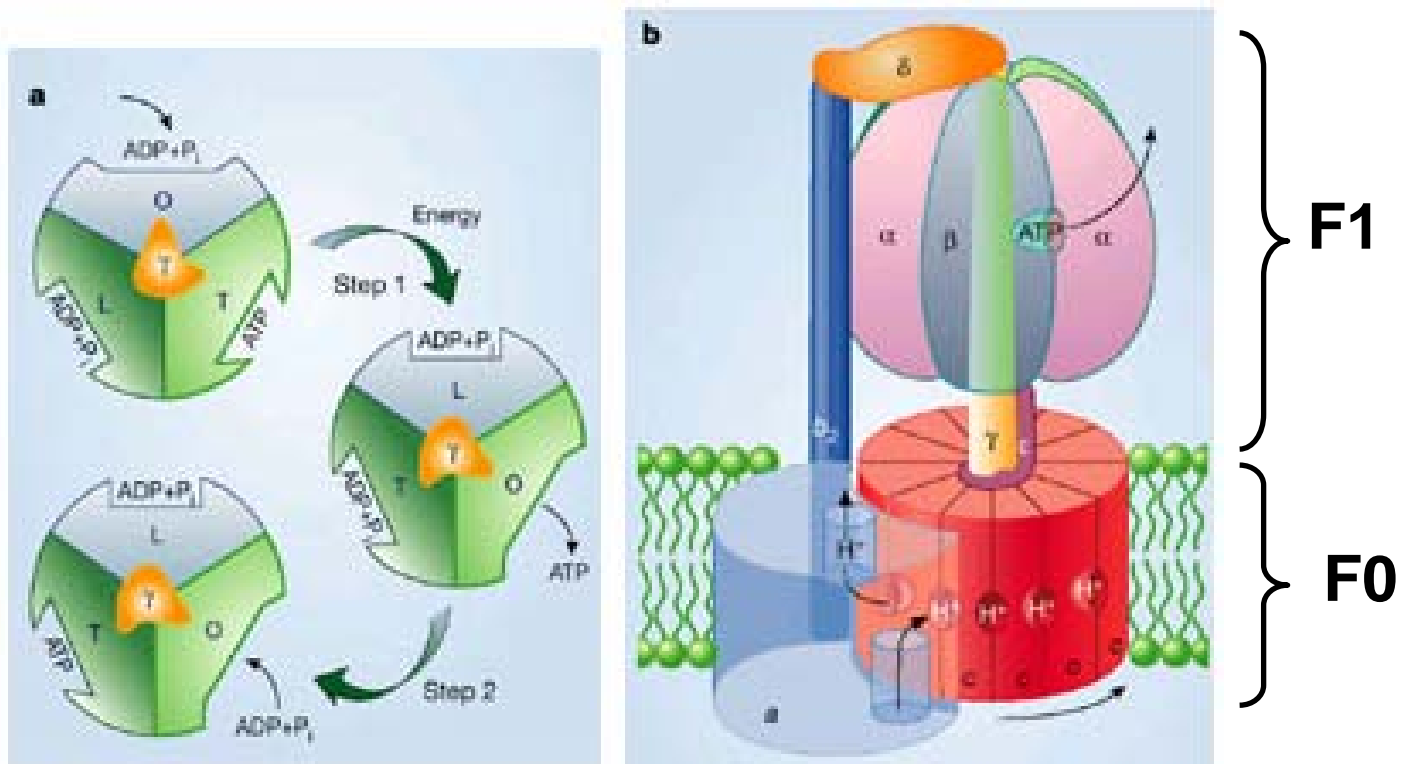 a
ADP+Pi
O
γ
L
T
ADP+Pi
ATP
Energy
Step 1
ADP+Pi
L
γ
T
O
ADP+Pi
ATP
Step 2
ADP+Pi
L
γ
T
O
ATP
ADP+Pi
b
δ
α
β
ATP
α
b2
γ
ε
H+
H+
H+
H+
H+
c
c
c
c
a
F1
F0